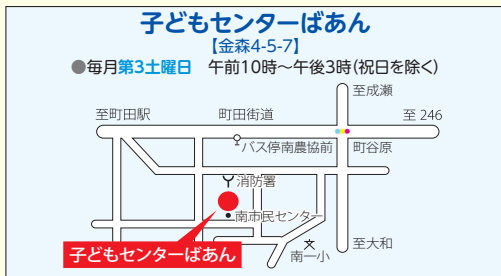 子どもセンターばあん
【金森4-5-7】
●毎月第3土曜日 午前10時～午後3時(祝日を除く)
至成瀬
至町田駅
町田街道
至 246
バス停南農協前
町谷原
消防署
南市民センター
子どもセンターばあん
南一小
至大和